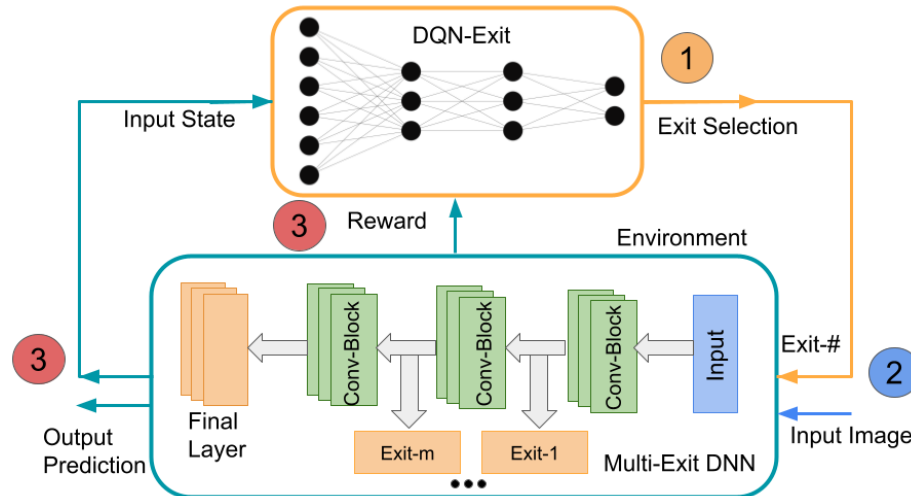 DQN-Exit
1
Input State
Exit Selection
3
Reward
Environment
Conv-Block
Conv-Block
Conv-Block
Input
Exit-#
3
2
Final
Layer
Output
Prediction
Input Image
Exit-m
Exit-1
Multi-Exit DNN